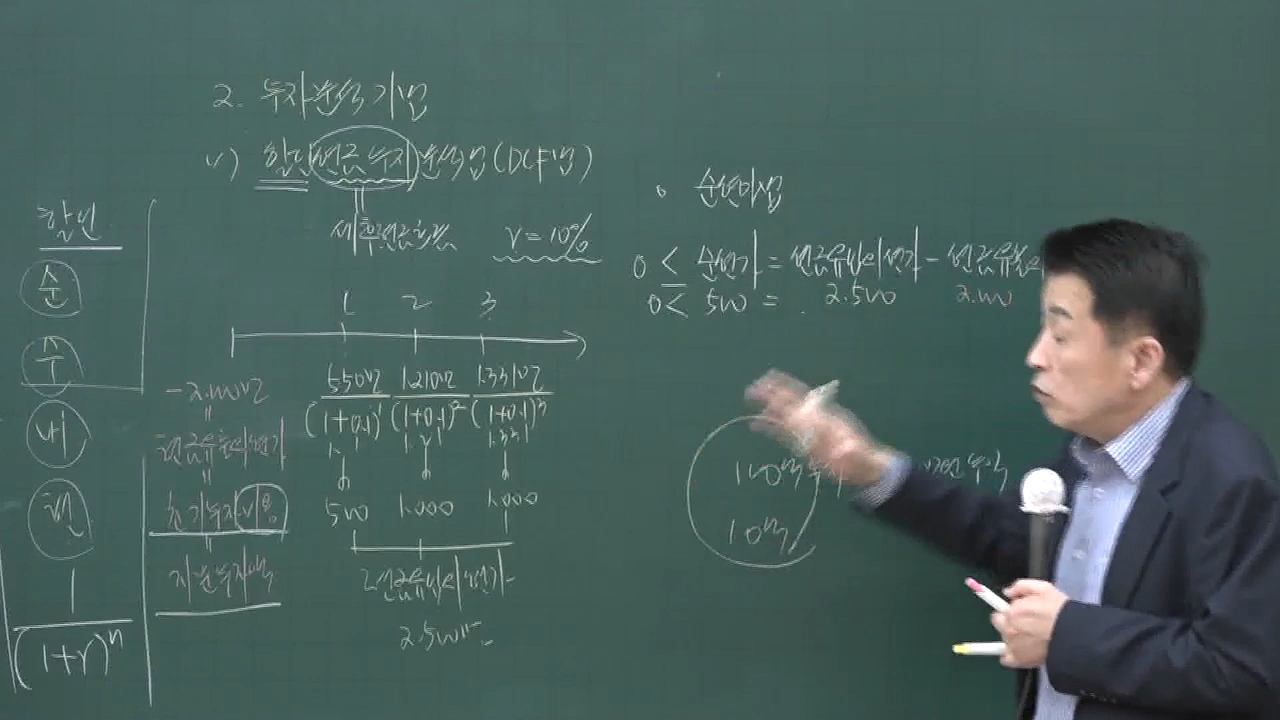 2. 투자분석기법
1) 할인현금투자분석법(DCF법)
세후현금흐름
r=10%
할인
순
수
내
현
1
(1+r)^n
1 2 3
-2.000억
=
현금유출의 현가
=
초기투자비용
=
지분투자액
550억 1.210억 1.331억
(1+0.1)^1 (1+0.1)^2 (1+0.1)^3
1.1 1.21 1.331
500 1.000 1.000
현금유입의 현가
2.500
o 순현가법
0 ≤ 순현가 = 현금유입의 현가 - 현금유출의
0 < 500 = 2.500 2.000
100억 투자
10억